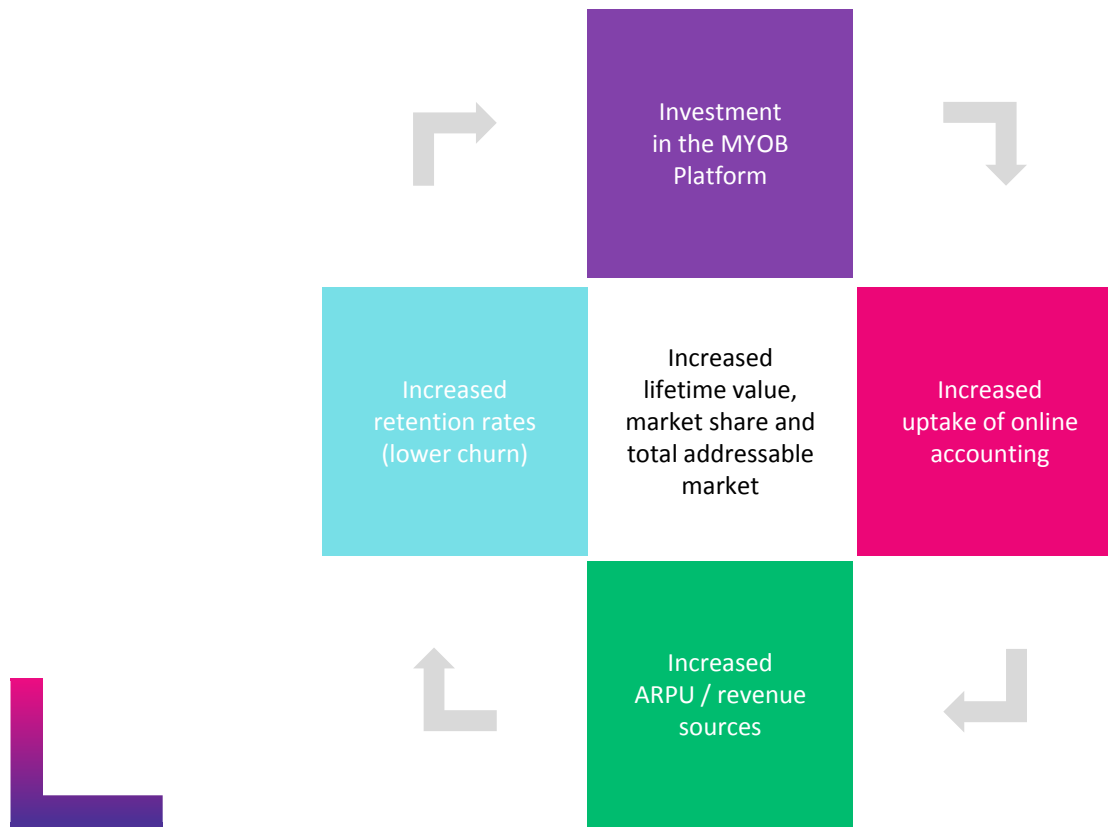 Investment
in the MYOB
Platform
Increased
retention rates
(lower churn)
Increased
lifetime value,
market share and
total addressable
market
Increased
uptake of online
accounting
Increased
ARPU / revenue
sources